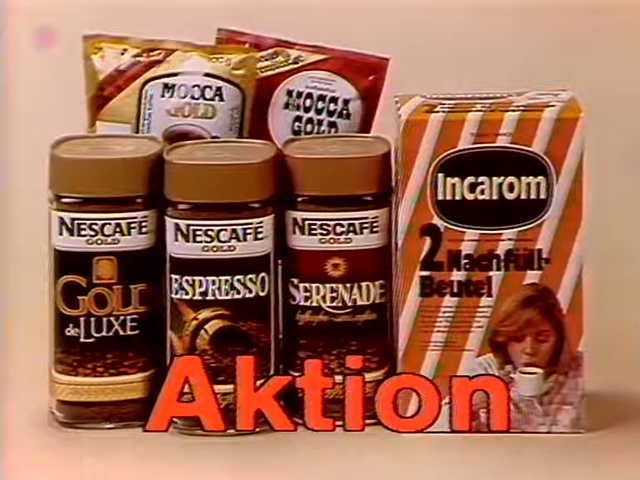 MOCCA
GOLD
MOCCA
GOLD
NESCAFÉ
GOLD
GOLD
de LUXE
NESCAFÉ
GOLD
ESPRESSO
NESCAFÉ
GOLD
SERENADE
Incarom
2 Nachfüll-
Beutel
Aktion